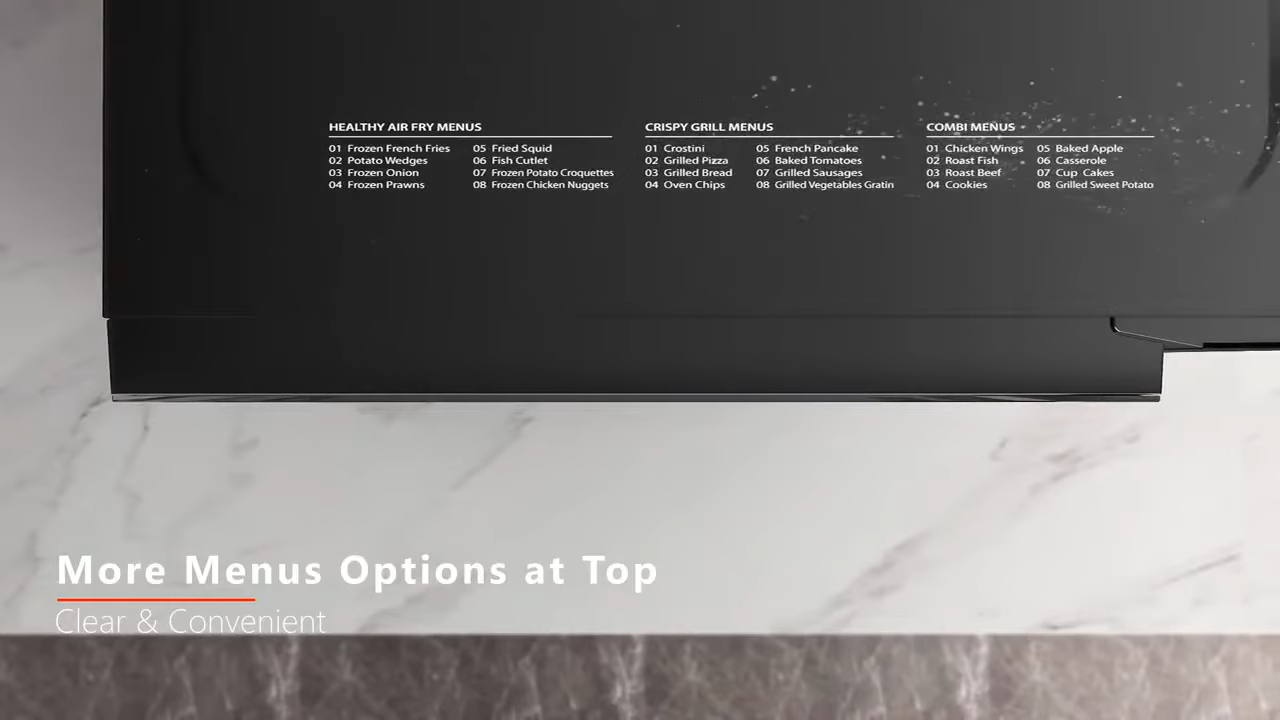 HEALTHY AIR FRY MENUS
01 Frozen French Fries
02 Potato Wedges
03 Frozen Onion
04 Frozen Prawns
05 Fried Squid
06 Fish Cutlet
07 Frozen Potato Croquettes
08 Frozen Chicken Nuggets
CRISPY GRILL MENUS
01 Crostini
02 Grilled Pizza
03 Grilled Bread
04 Oven Chips
05 French Pancake
06 Baked Tomatoes
07 Grilled Sausages
08 Grilled Vegetables Gratin
COMBI MENUS
01 Chicken Wings
02 Roast Fish
03 Roast Beef
04 Cookies
05 Baked Apple
06 Casserole
07 Cup Cakes
08 Grilled Sweet Potato
More Menus Options at Top
Clear & Convenient